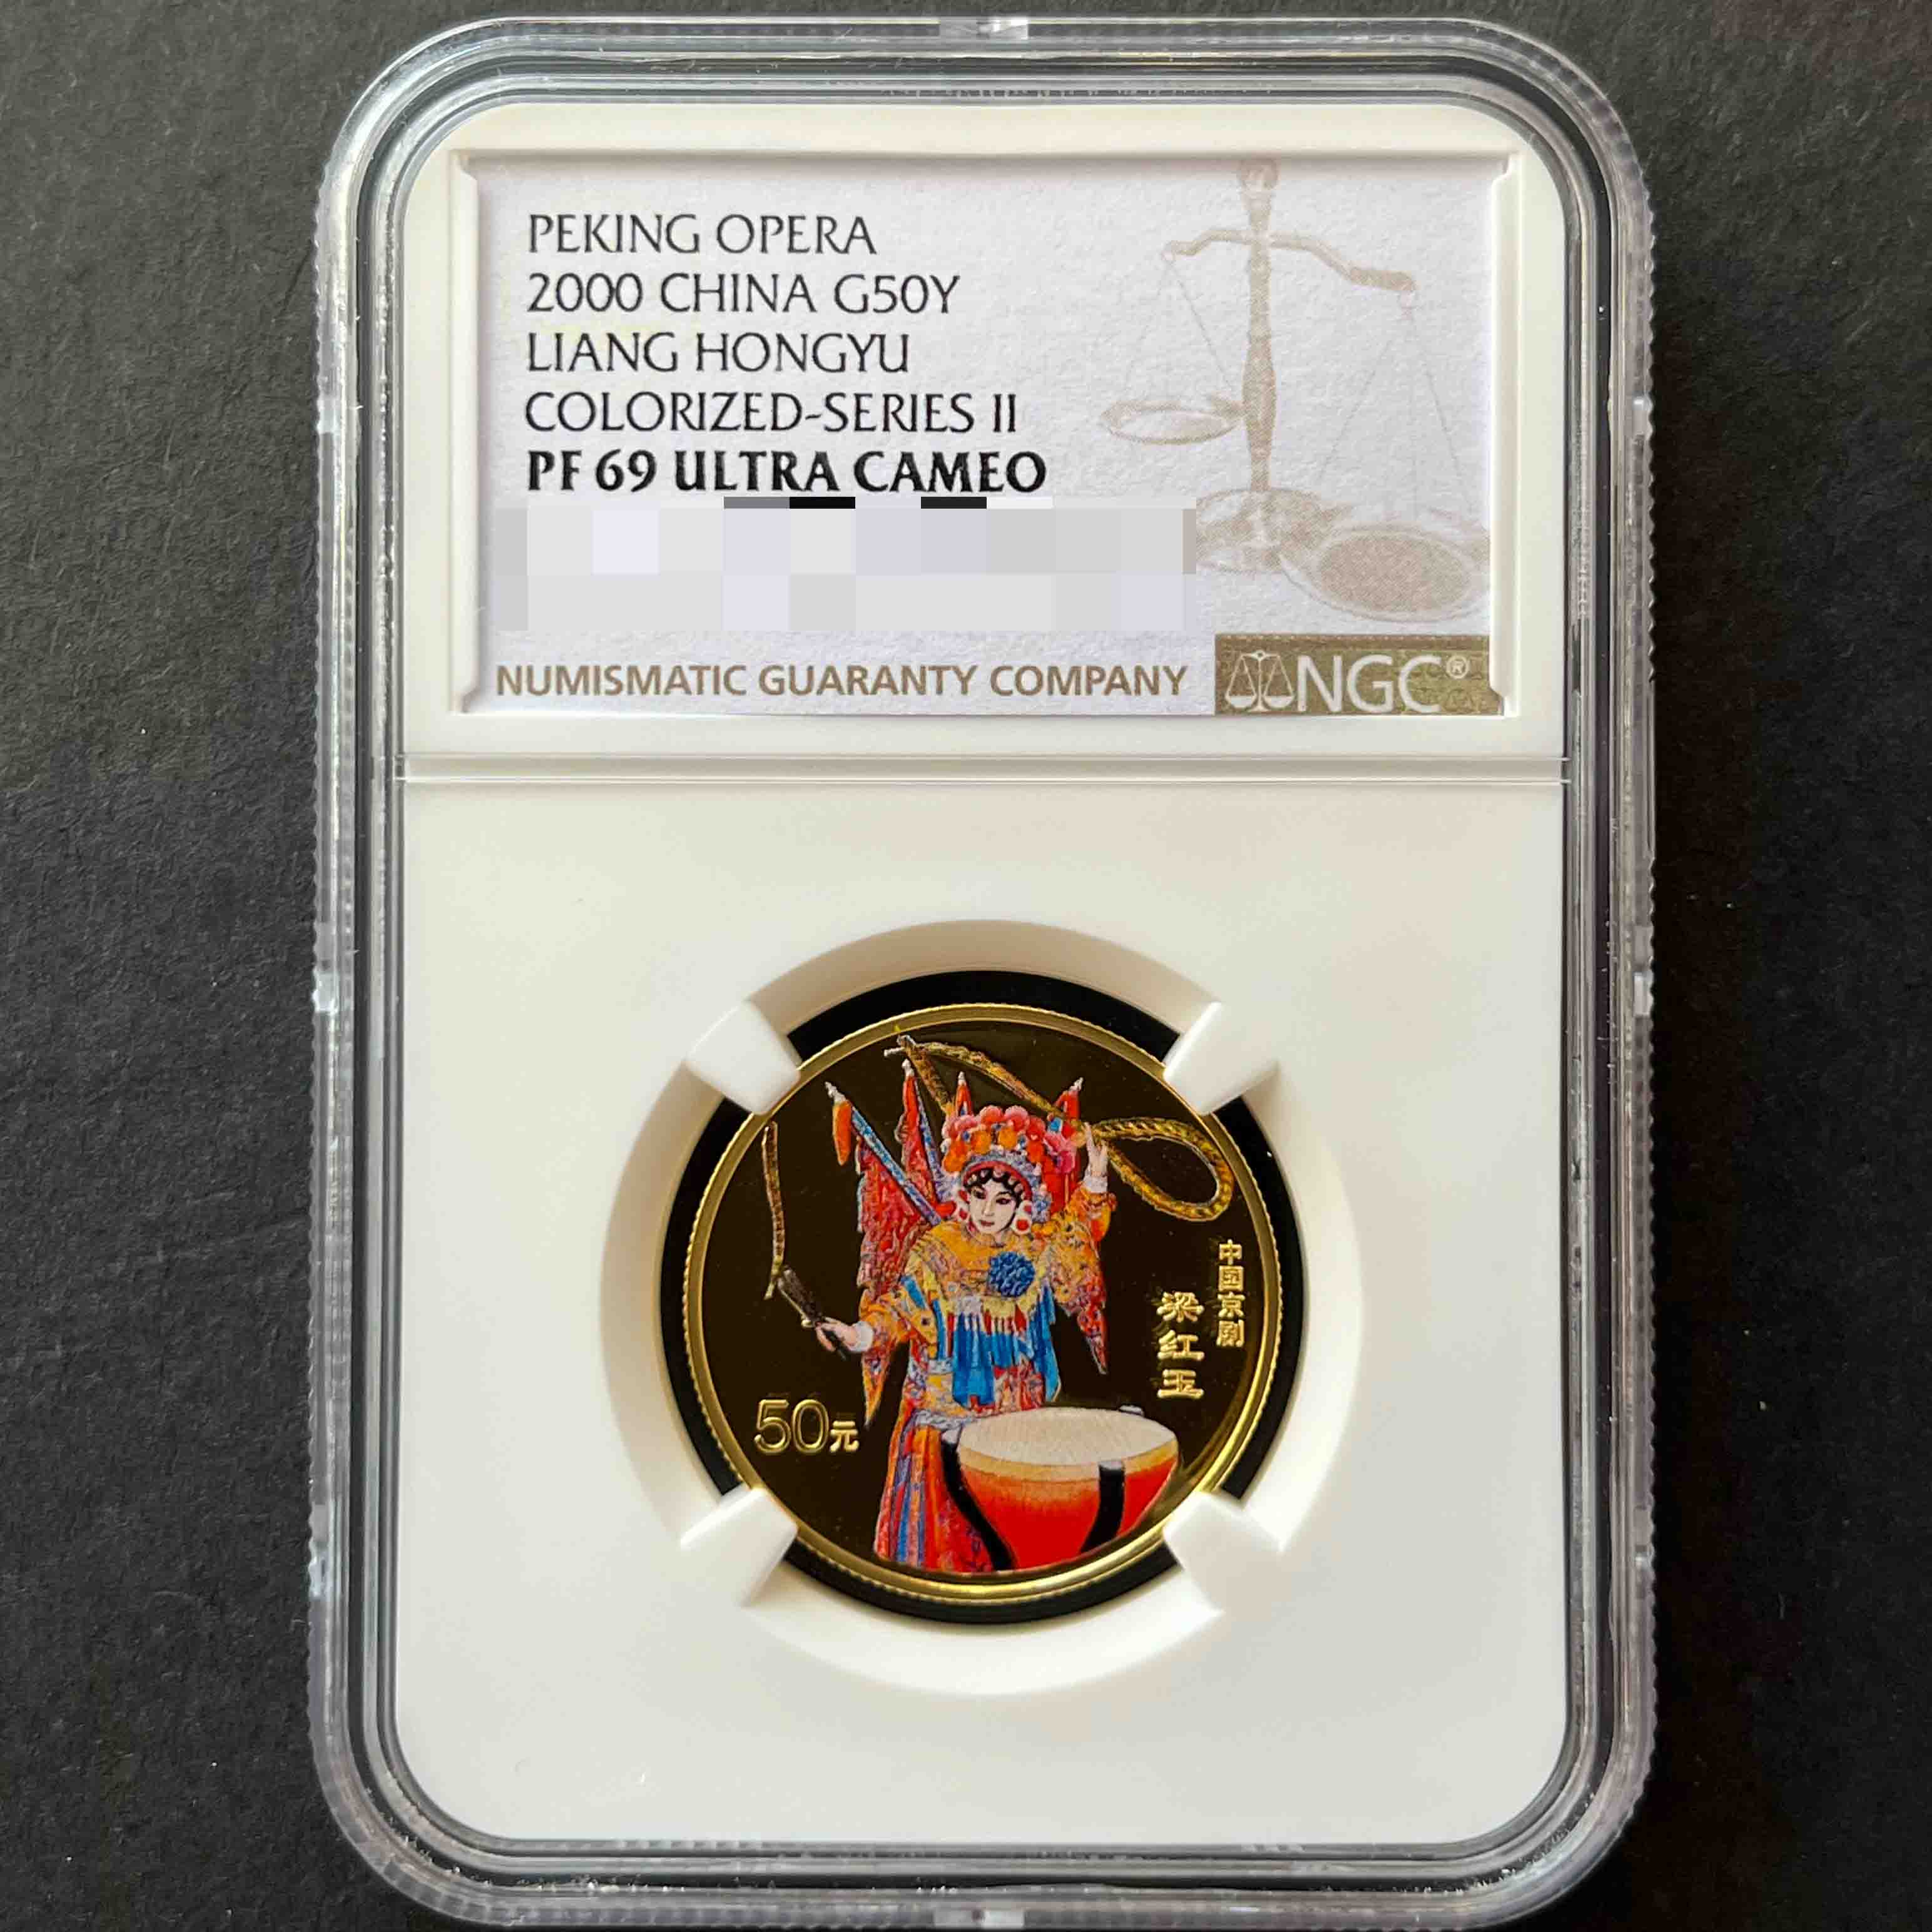 PEKING OPERA
2000 CHINA G50Y
LIANG HONGYU
COLORIZED-SERIES II
PF 69 ULTRA CAMEO
NUMISMATIC GUARANTY COMPANY
NGC®
中国京剧
梁红玉
50元